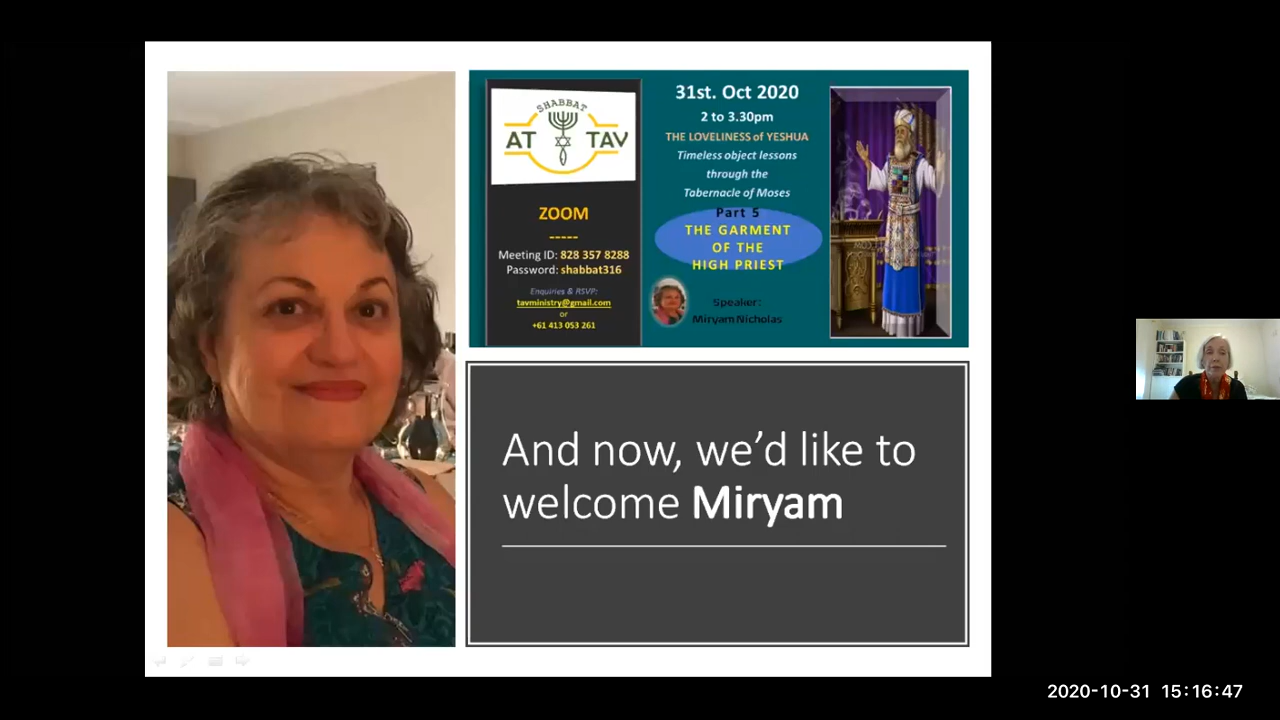 SHABBAT
AT TAV
ZOOM
-----
Meeting ID: 828 357 8288
Password: shabbat316
Enquiries & RSVP:
tavministry@gmail.com
or
+61 413 053 261
31st. Oct 2020
2 to 3.30pm
THE LOVELINESS of YESHUA
Timeless object lessons
through the
Tabernacle of Moses
Part 5
THE GARMENT
OF THE
HIGH PRIEST
Speaker:
Miryam Nicholas
And now, we’d like to
welcome Miryam
2020-10-31 15:16:47